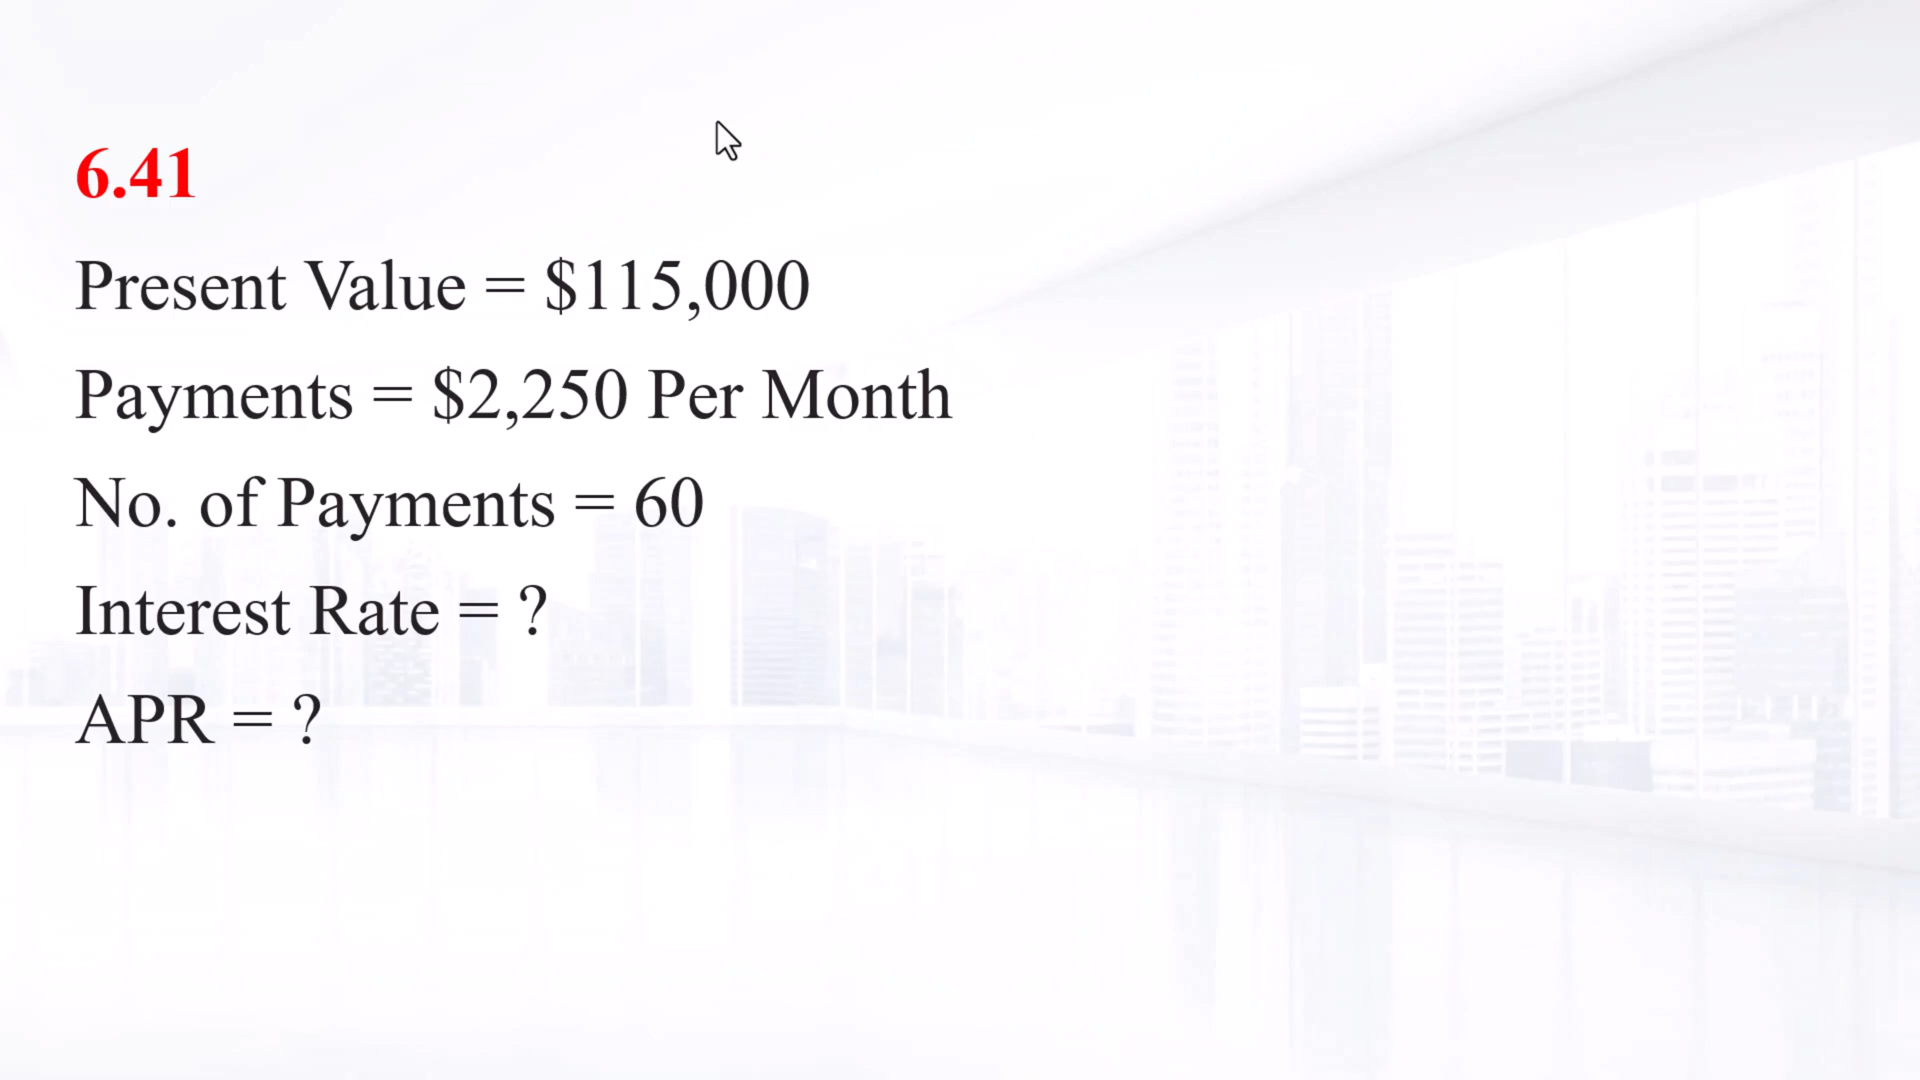 6.41
Present Value = $115,000
Payments = $2,250 Per Month
No. of Payments = 60
Interest Rate = ?
APR = ?